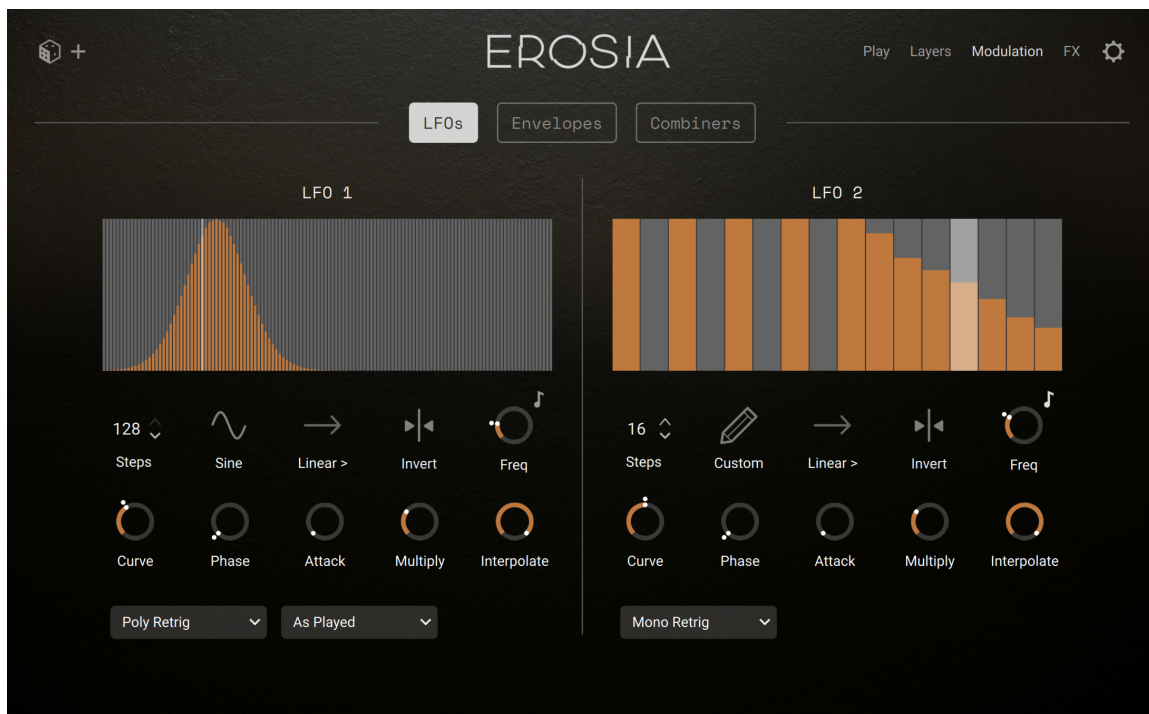 EROSIA
Play Layers Modulation FX
LFOs Envelopes Combiners
LFO 1
LFO 2
128
Steps Sine Linear > Invert Freq
Curve Phase Attack Multiply Interpolate
Poly Retrig As Played
16
Steps Custom Linear > Invert Freq
Curve Phase Attack Multiply Interpolate
Mono Retrig